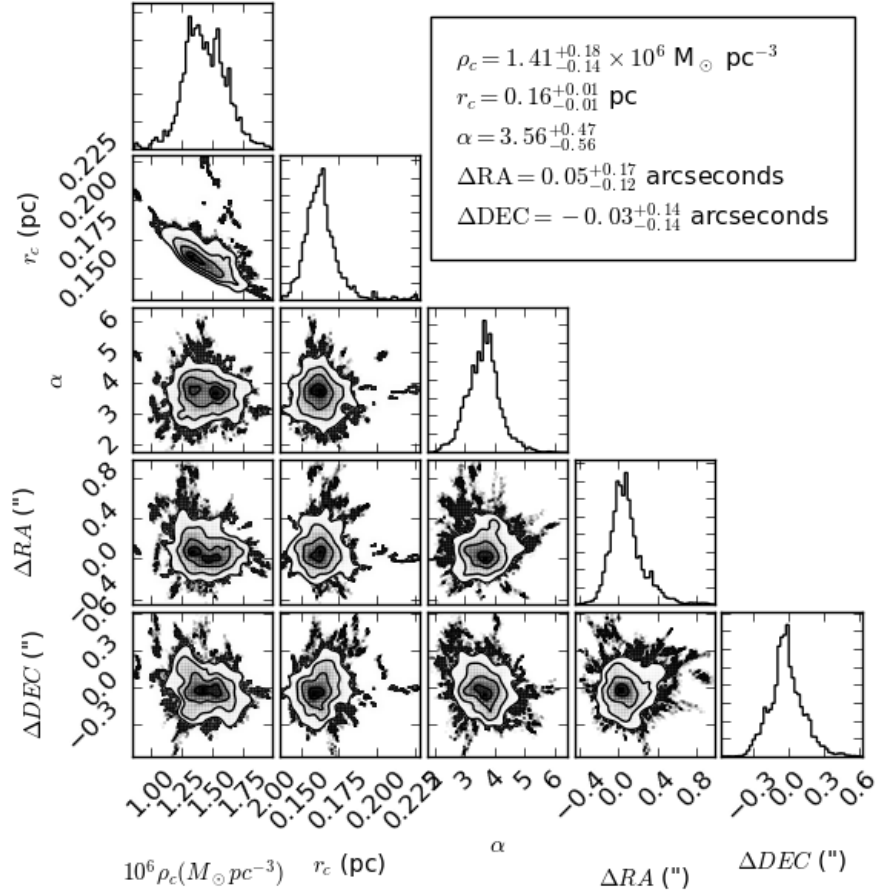 ρ_c = 1.41^{+0.18}_{-0.14} × 10^6 M_⊙ pc^{-3}
r_c = 0.16^{+0.01}_{-0.01} pc
α = 3.56^{+0.47}_{-0.56}
ΔRA = 0.05^{+0.17}_{-0.12} arcseconds
ΔDEC = −0.03^{+0.14}_{-0.14} arcseconds
r_c (pc)
0.225
0.200
0.175
0.150
α
6
5
4
3
2
ΔRA (")
0.8
0.4
0.0
−0.4
ΔDEC (")
0.6
0.3
0.0
−0.3
1.00 1.25 1.50 1.75 2.00
0.150 0.175 0.200 0.225
2 3 4 5 6
−0.4 0.0 0.4 0.8
−0.3 0.0 0.3 0.6
10^6 ρ_c (M_⊙ pc^{-3})
r_c (pc)
α
ΔRA (")
ΔDEC (")